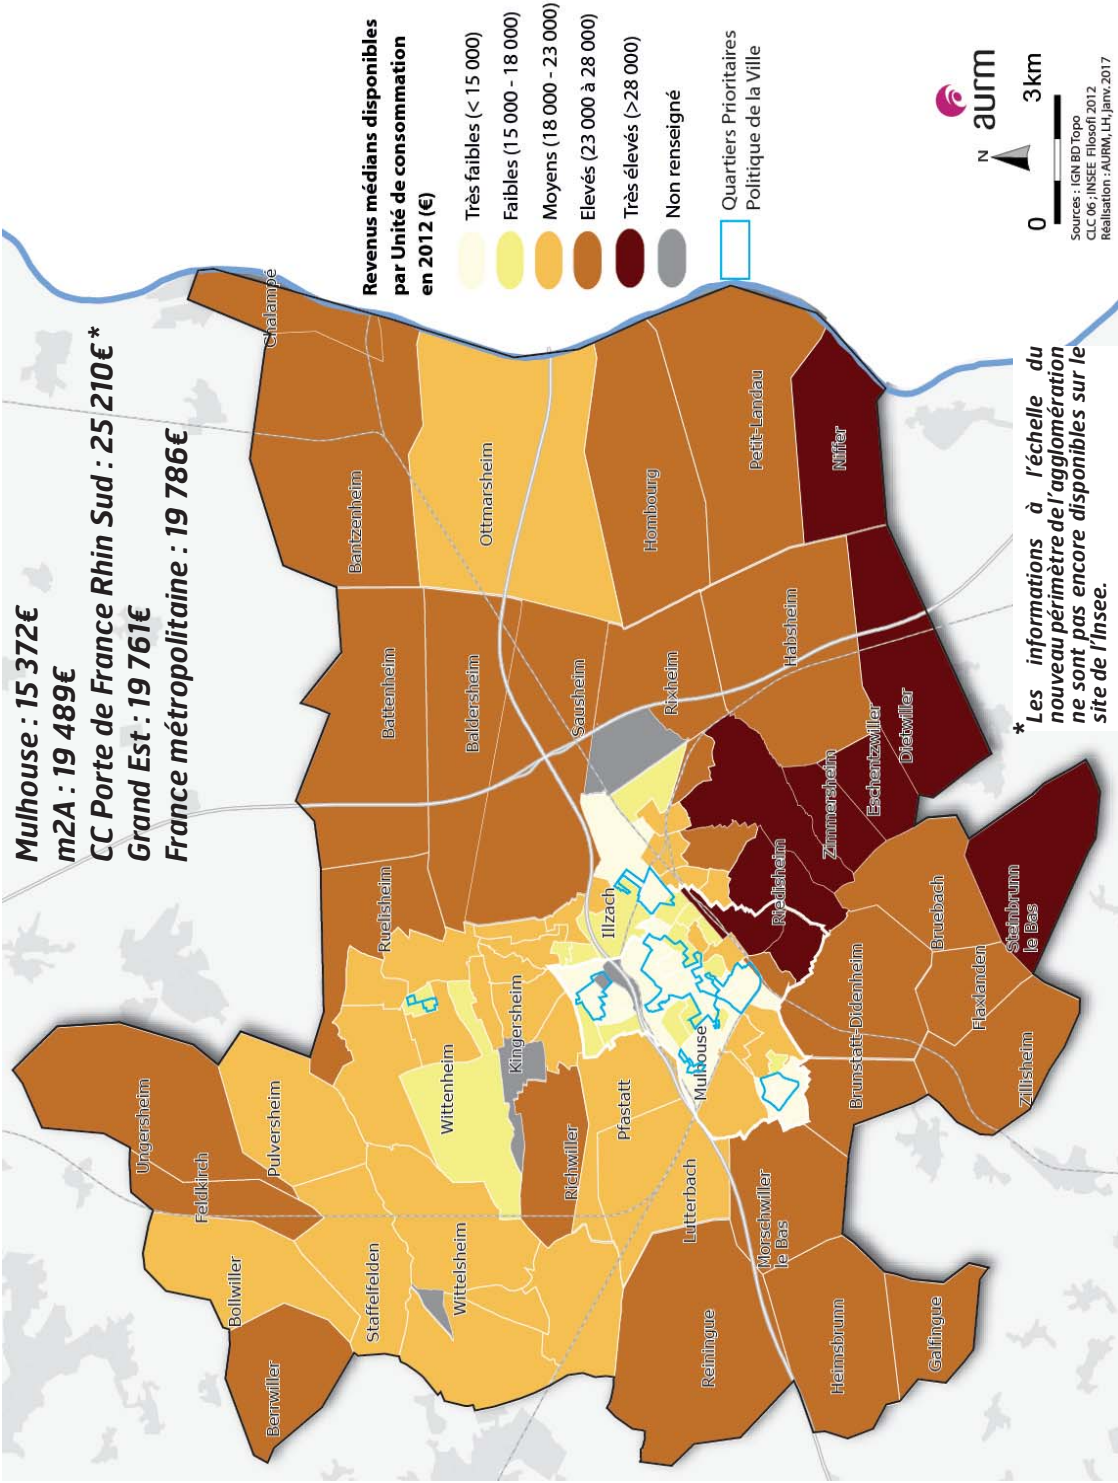 Mulhouse : 15 372€
m2A : 19 489€
CC Porte de France Rhin Sud : 25 210€*
Grand Est : 19 761€
France métropolitaine : 19 786€
Revenus médians disponibles
par Unité de consommation
en 2012 (€)
Très faibles (< 15 000)
Faibles (15 000 - 18 000)
Moyens (18 000 - 23 000)
Elevés (23 000 à 28 000)
Très élevés (>28 000)
Non renseigné
Quartiers Prioritaires
Politique de la Ville
N
aurm
0 3km
Sources : IGN BD Topo
CLC 06 ; INSEE Filosofi 2012
Réalisation : AURM, LH, Janv. 2017
*
Les informations à l'échelle du
nouveau périmètre de l'agglomération
ne sont pas encore disponibles sur le
site de l'Insee.
Chalampé
Bantzenheim
Ottmarsheim
Hombourg
Petit-Landau
Niffer
Battenheim
Baldersheim
Sausheim
Rixheim
Habsheim
Dietwiller
Eschentzwiller
Zimmersheim
Riedisheim
Ruelisheim
Illzach
Kingersheim
Wittenheim
Ungersheim
Feldkirch
Pulversheim
Bollwiller
Berrwiller
Staffelfelden
Wittelsheim
Richwiller
Pfastatt
Mulhouse
Lutterbach
Morschwiller
le Bas
Reiningue
Heimsbrunn
Galfingue
Brunstatt-Didenheim
Bruebach
Flaxlanden
Zillisheim
Steinbrunn
le Bas